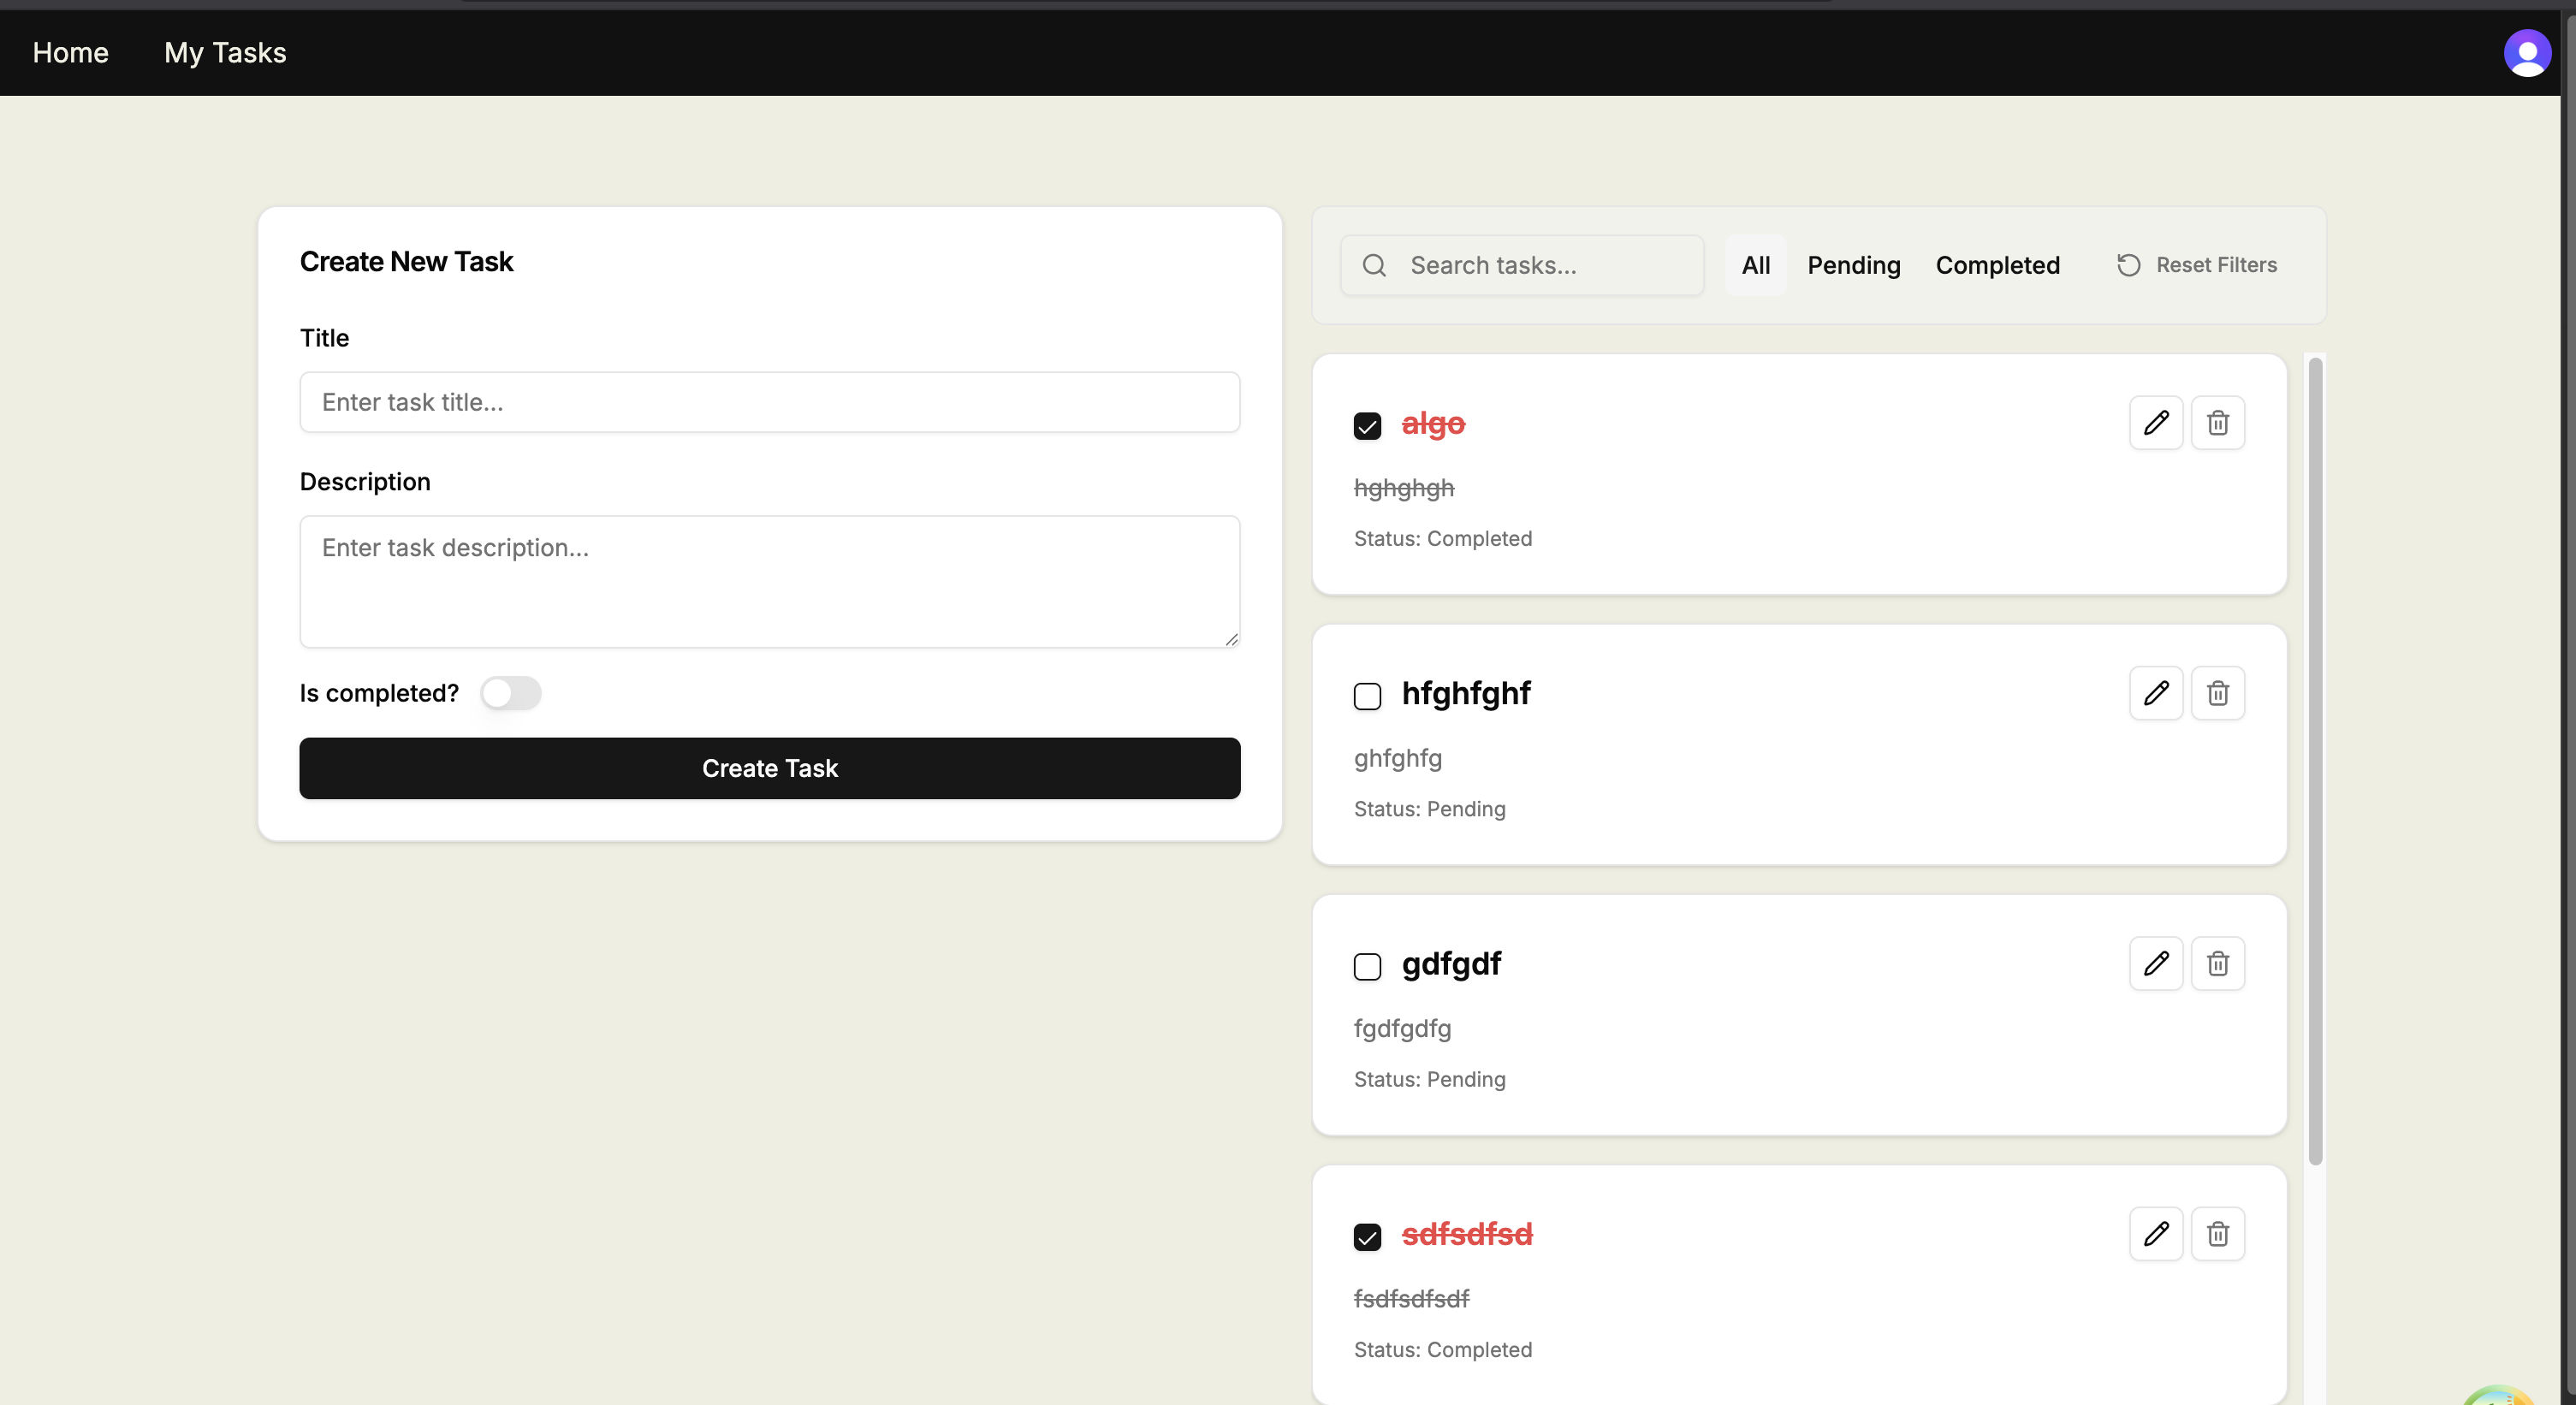 Home My Tasks
Create New Task
Title
Enter task title...
Description
Enter task description...
Is completed?
Create Task
Search tasks... All Pending Completed Reset Filters
algo
hghghgh
Status: Completed
hfghfghf
ghfghfg
Status: Pending
gdfgdf
fgdfgdfg
Status: Pending
sdfsdfsd
fsdfsdfsdf
Status: Completed